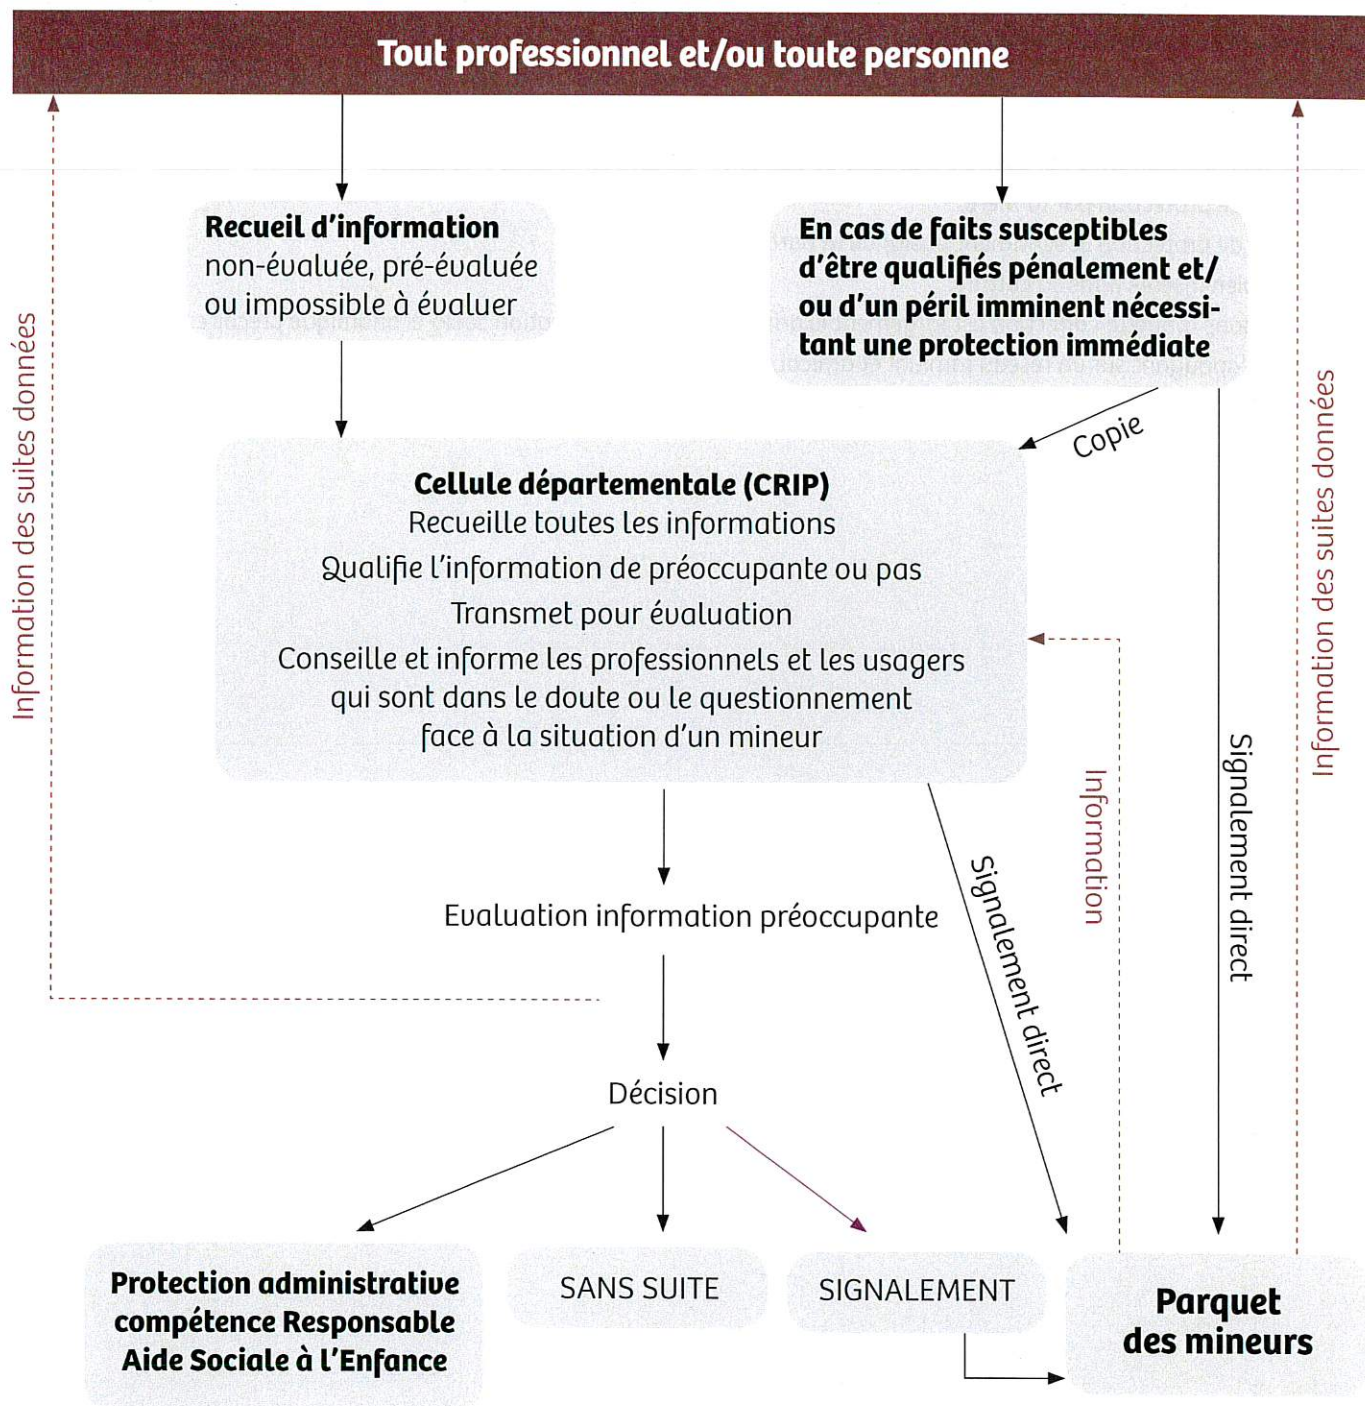 Tout professionnel et/ou toute personne
Recueil d'information
non-évaluée, pré-évaluée
ou impossible à évaluer
En cas de faits susceptibles
d'être qualifiés pénalement et/
ou d'un péril imminent nécessi-
tant une protection immédiate
Information des suites données
Copie
Cellule départementale (CRIP)
Recueille toutes les informations
Qualifie l'information de préoccupante ou pas
Transmet pour évaluation
Conseille et informe les professionnels et les usagers
qui sont dans le doute ou le questionnement
face à la situation d'un mineur
Information des suites données
Signalement direct
Information
Signalement direct
Evaluation information préoccupante
Décision
Protection administrative
compétence Responsable
Aide Sociale à l'Enfance
SANS SUITE
SIGNALEMENT
Parquet
des mineurs